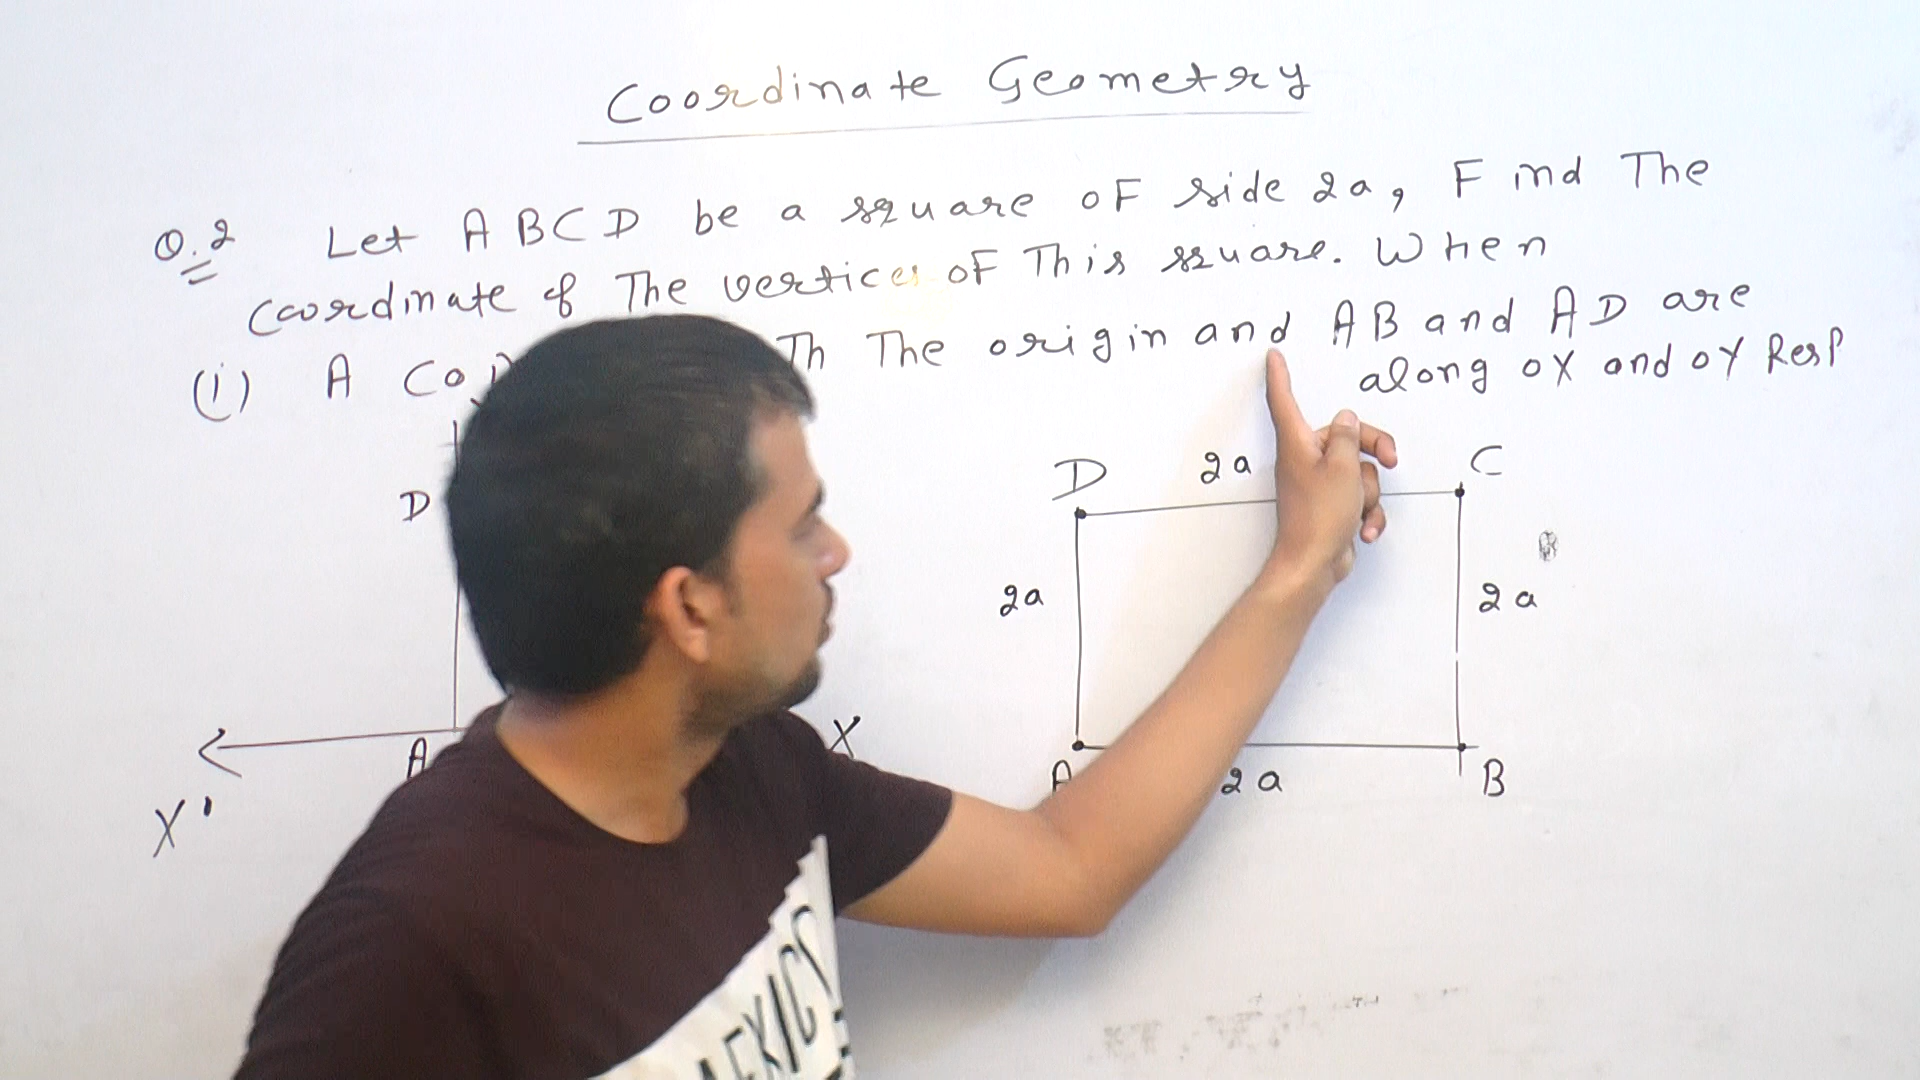 Coordinate Geometry
Q.2 Let ABCD be a square of side 2a, Find The
coordinate of The vertices of This square. When
(i) A Th The origin and AB and AD are
along OX and OY Resp
D 2a C
D
2a 2a
X
A
A 2a B
X'